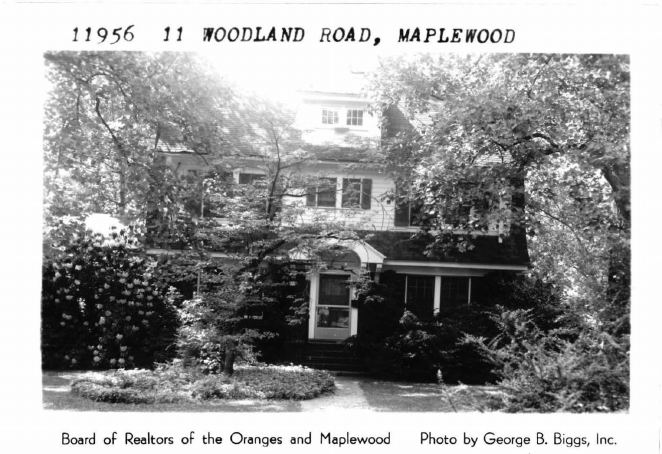 11956 11 WOODLAND ROAD, MAPLEWOOD
Board of Realtors of the Oranges and Maplewood Photo by George B. Biggs, Inc.